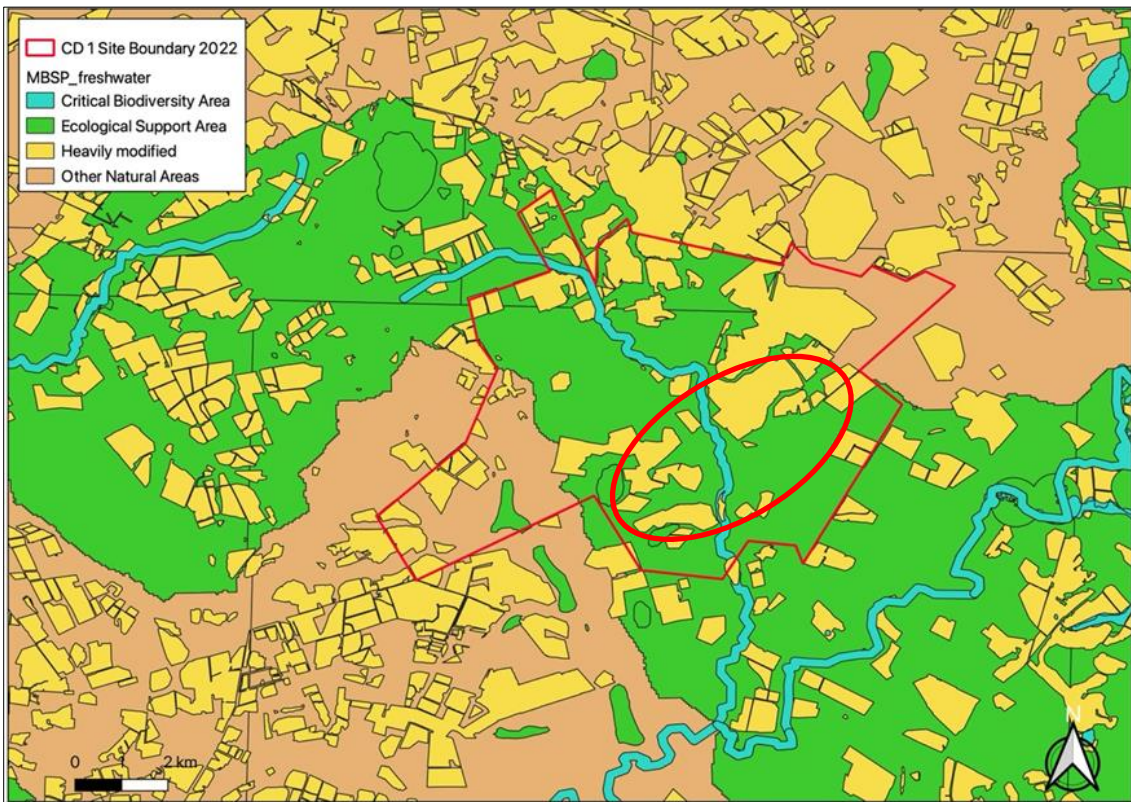 CD 1 Site Boundary 2022
MBSP_freshwater
Critical Biodiversity Area
Ecological Support Area
Heavily modified
Other Natural Areas
N
0 1 2 km